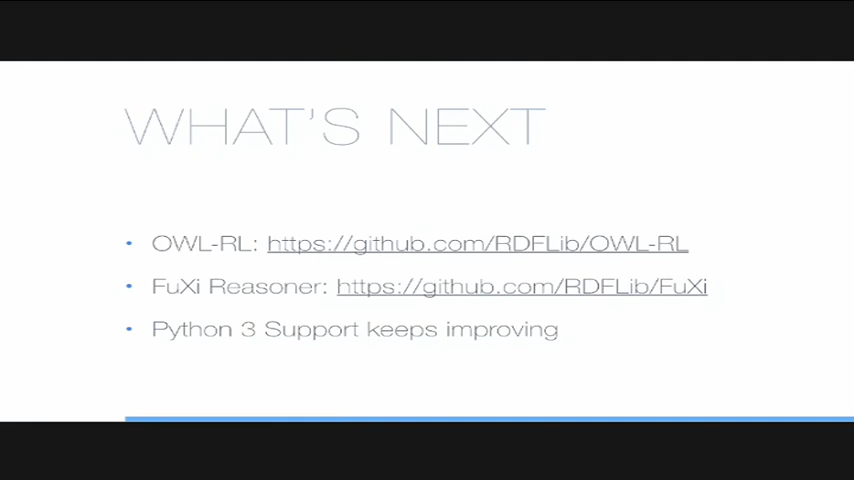 WHAT'S NEXT
• OWL-RL: https://github.com/RDFLib/OWL-RL
• FuXi Reasoner: https://github.com/RDFLib/FuXi
• Python 3 Support keeps improving